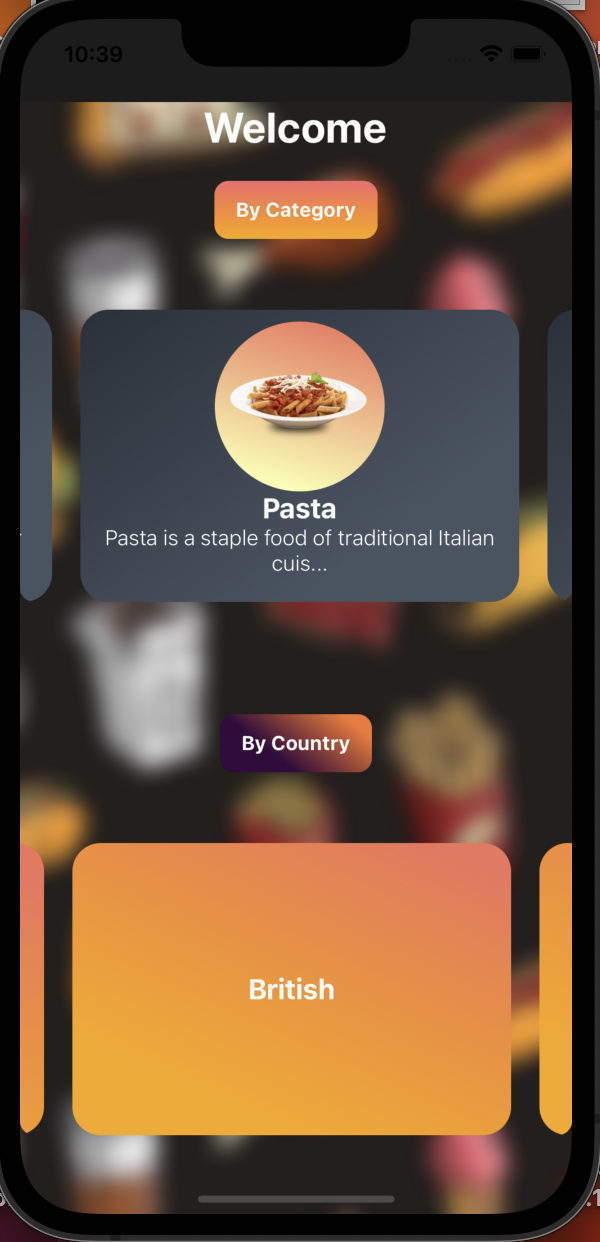 10:39
Welcome
By Category
Pasta
Pasta is a staple food of traditional Italian
cuis...
By Country
British